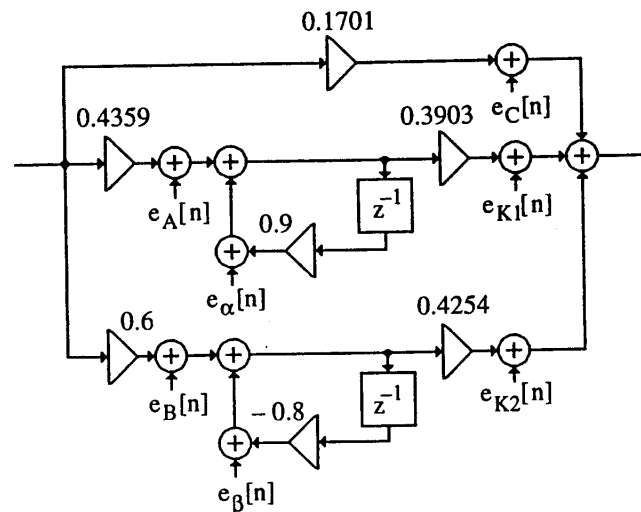 0.1701
e_C[n]
0.4359
0.3903
e_A[n]
z⁻¹
e_K1[n]
0.9
e_α[n]
0.6
0.4254
e_B[n]
z⁻¹
e_K2[n]
– 0.8
e_β[n]